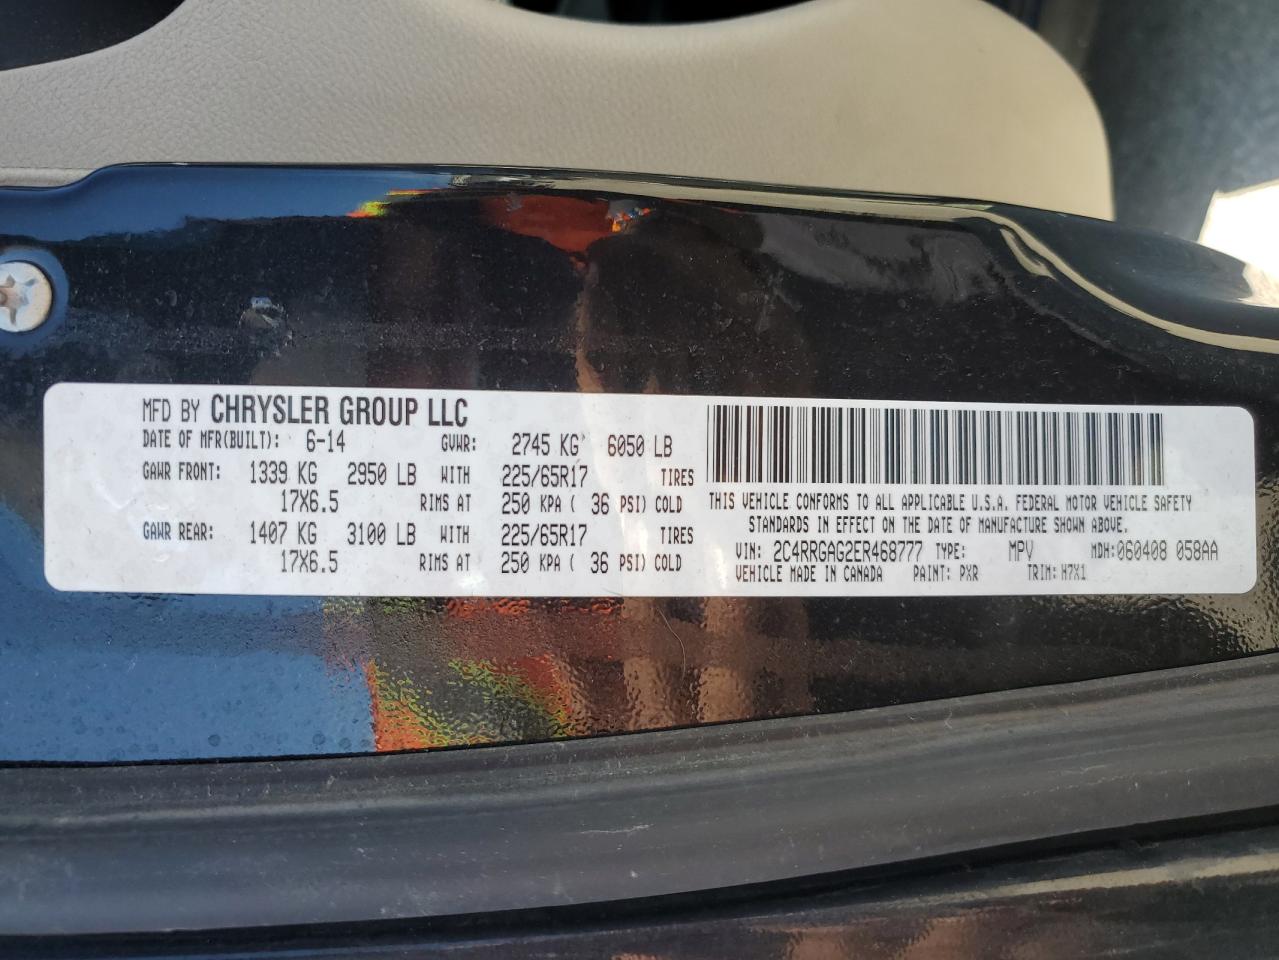 MFD BY CHRYSLER GROUP LLC
DATE OF MFR(BUILT): 6-14 GVWR: 2745 KG 6050 LB
GAWR FRONT: 1339 KG 2950 LB WITH 225/65R17 TIRES
17X6.5 RIMS AT 250 KPA ( 36 PSI) COLD
GAWR REAR: 1407 KG 3100 LB WITH 225/65R17 TIRES
17X6.5 RIMS AT 250 KPA ( 36 PSI) COLD
THIS VEHICLE CONFORMS TO ALL APPLICABLE U.S.A. FEDERAL MOTOR VEHICLE SAFETY
STANDARDS IN EFFECT ON THE DATE OF MANUFACTURE SHOWN ABOVE.
VIN: 2C4RRGAG2ER468777 TYPE: MPV MDH: 060408 058AA
VEHICLE MADE IN CANADA PAINT: PXR TRIM: H7X1